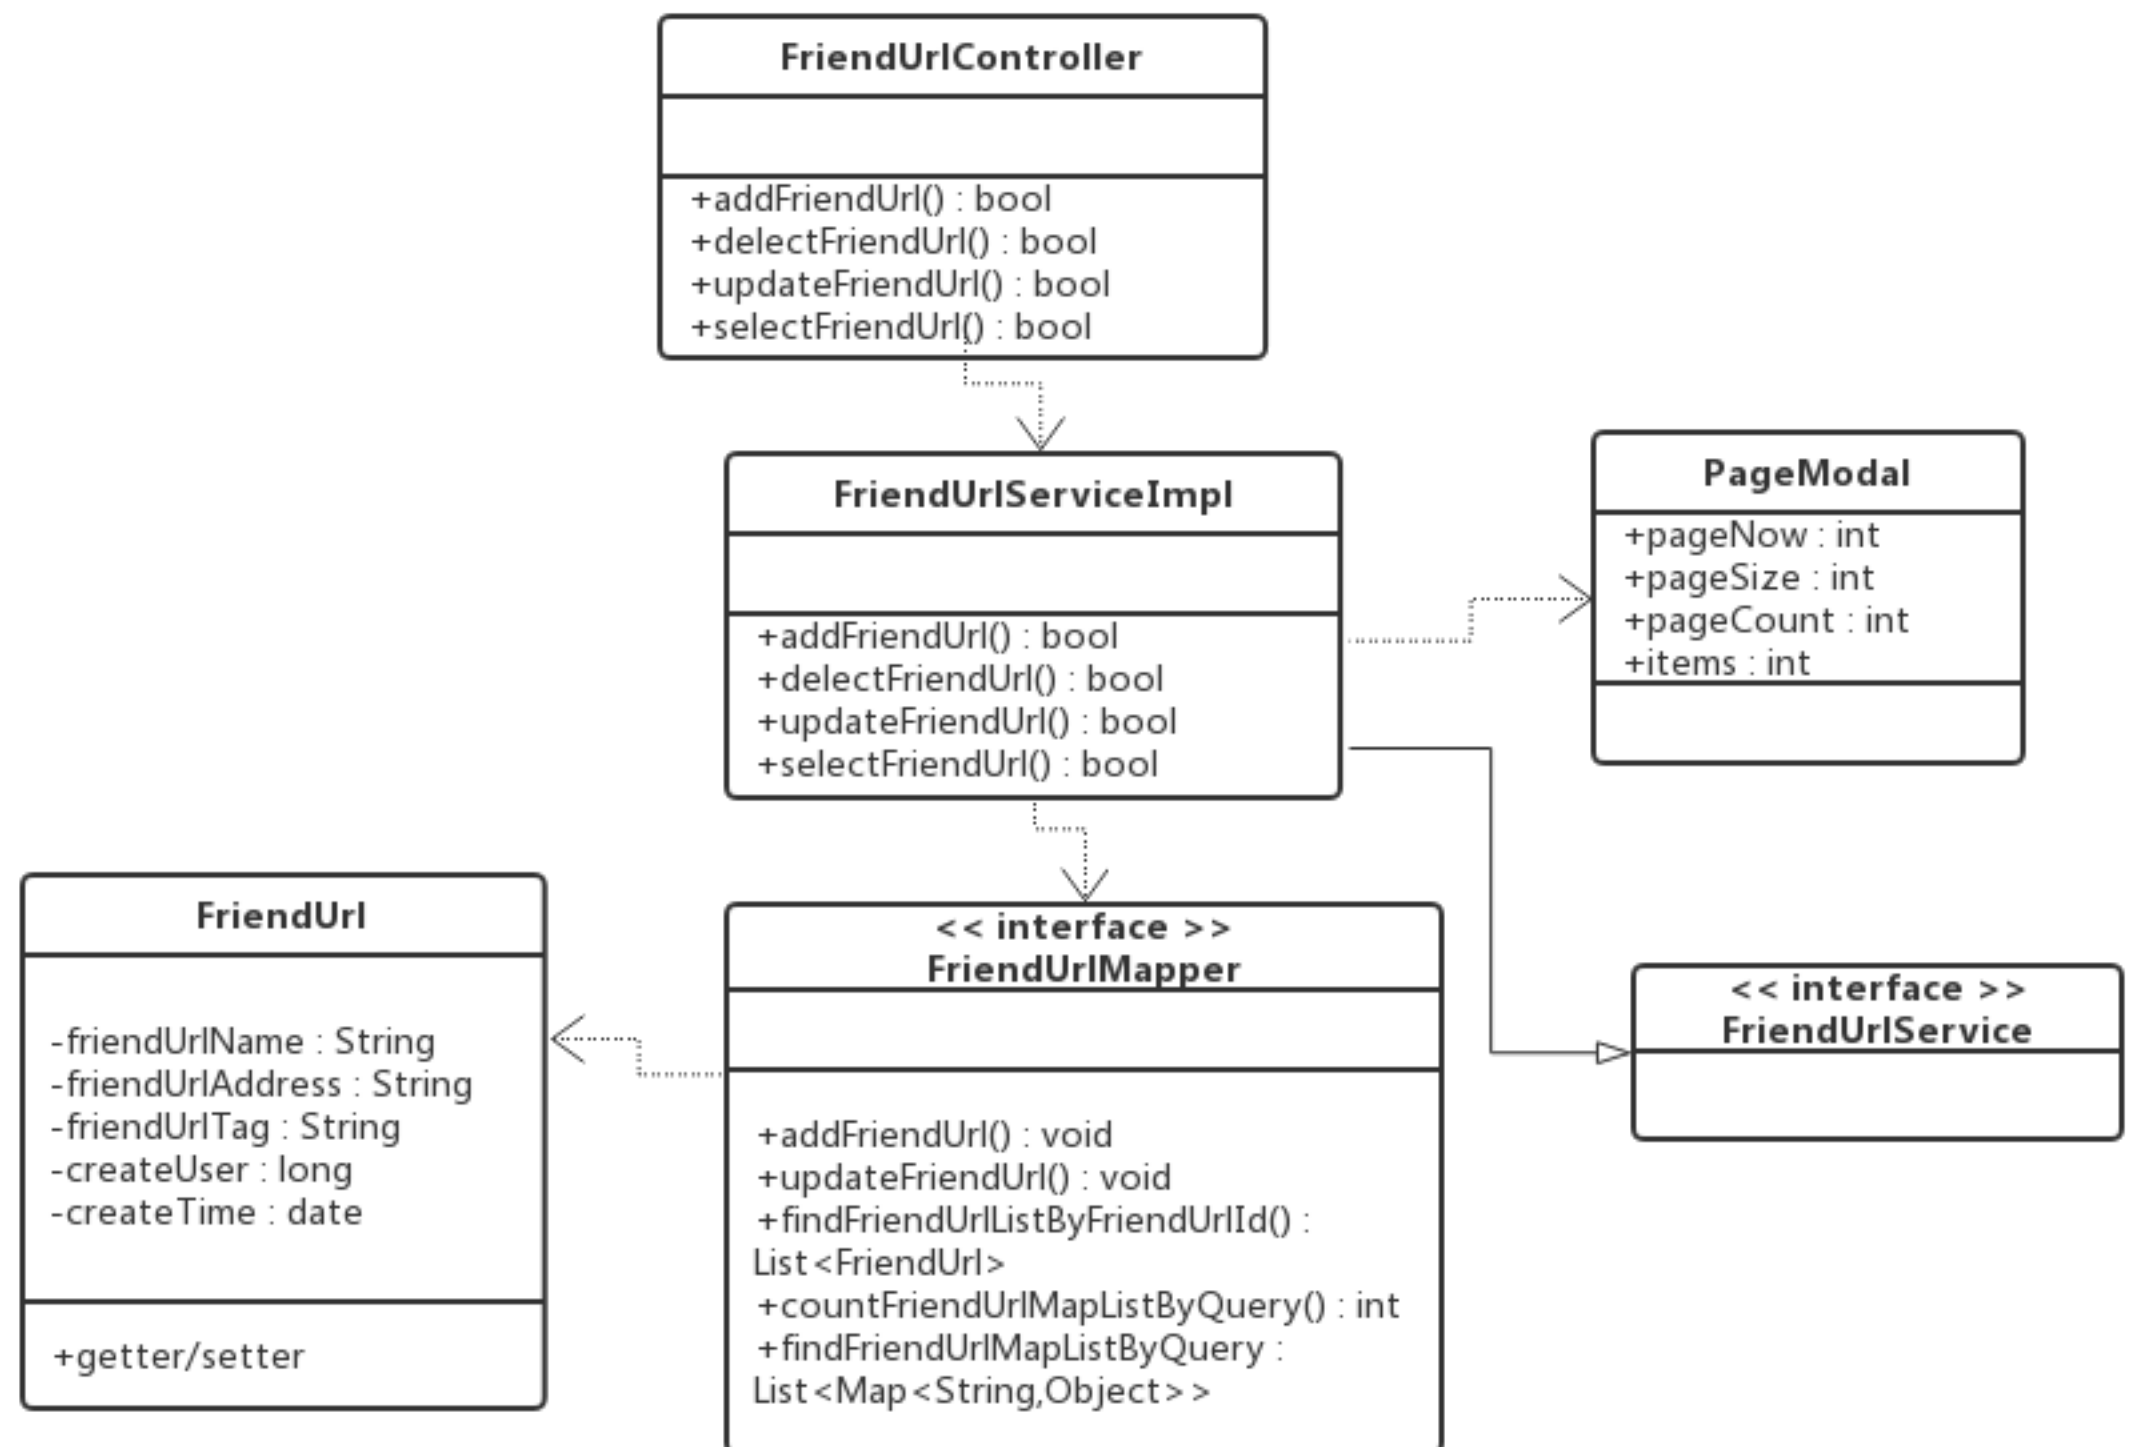 FriendUrlController
+addFriendUrl() : bool
+delectFriendUrl() : bool
+updateFriendUrl() : bool
+selectFriendUrl() : bool
FriendUrlServiceImpl
+addFriendUrl() : bool
+delectFriendUrl() : bool
+updateFriendUrl() : bool
+selectFriendUrl() : bool
PageModal
+pageNow : int
+pageSize : int
+pageCount : int
+items : int
FriendUrl
-friendUrlName : String
-friendUrlAddress : String
-friendUrlTag : String
-createUser : long
-createTime : date
+getter/setter
<< interface >>
FriendUrlMapper
+addFriendUrl() : void
+updateFriendUrl() : void
+findFriendUrlListByFriendUrlId() :
List<FriendUrl>
+countFriendUrlMapListByQuery() : int
+findFriendUrlMapListByQuery :
List<Map<String,Object>>
<< interface >>
FriendUrlService